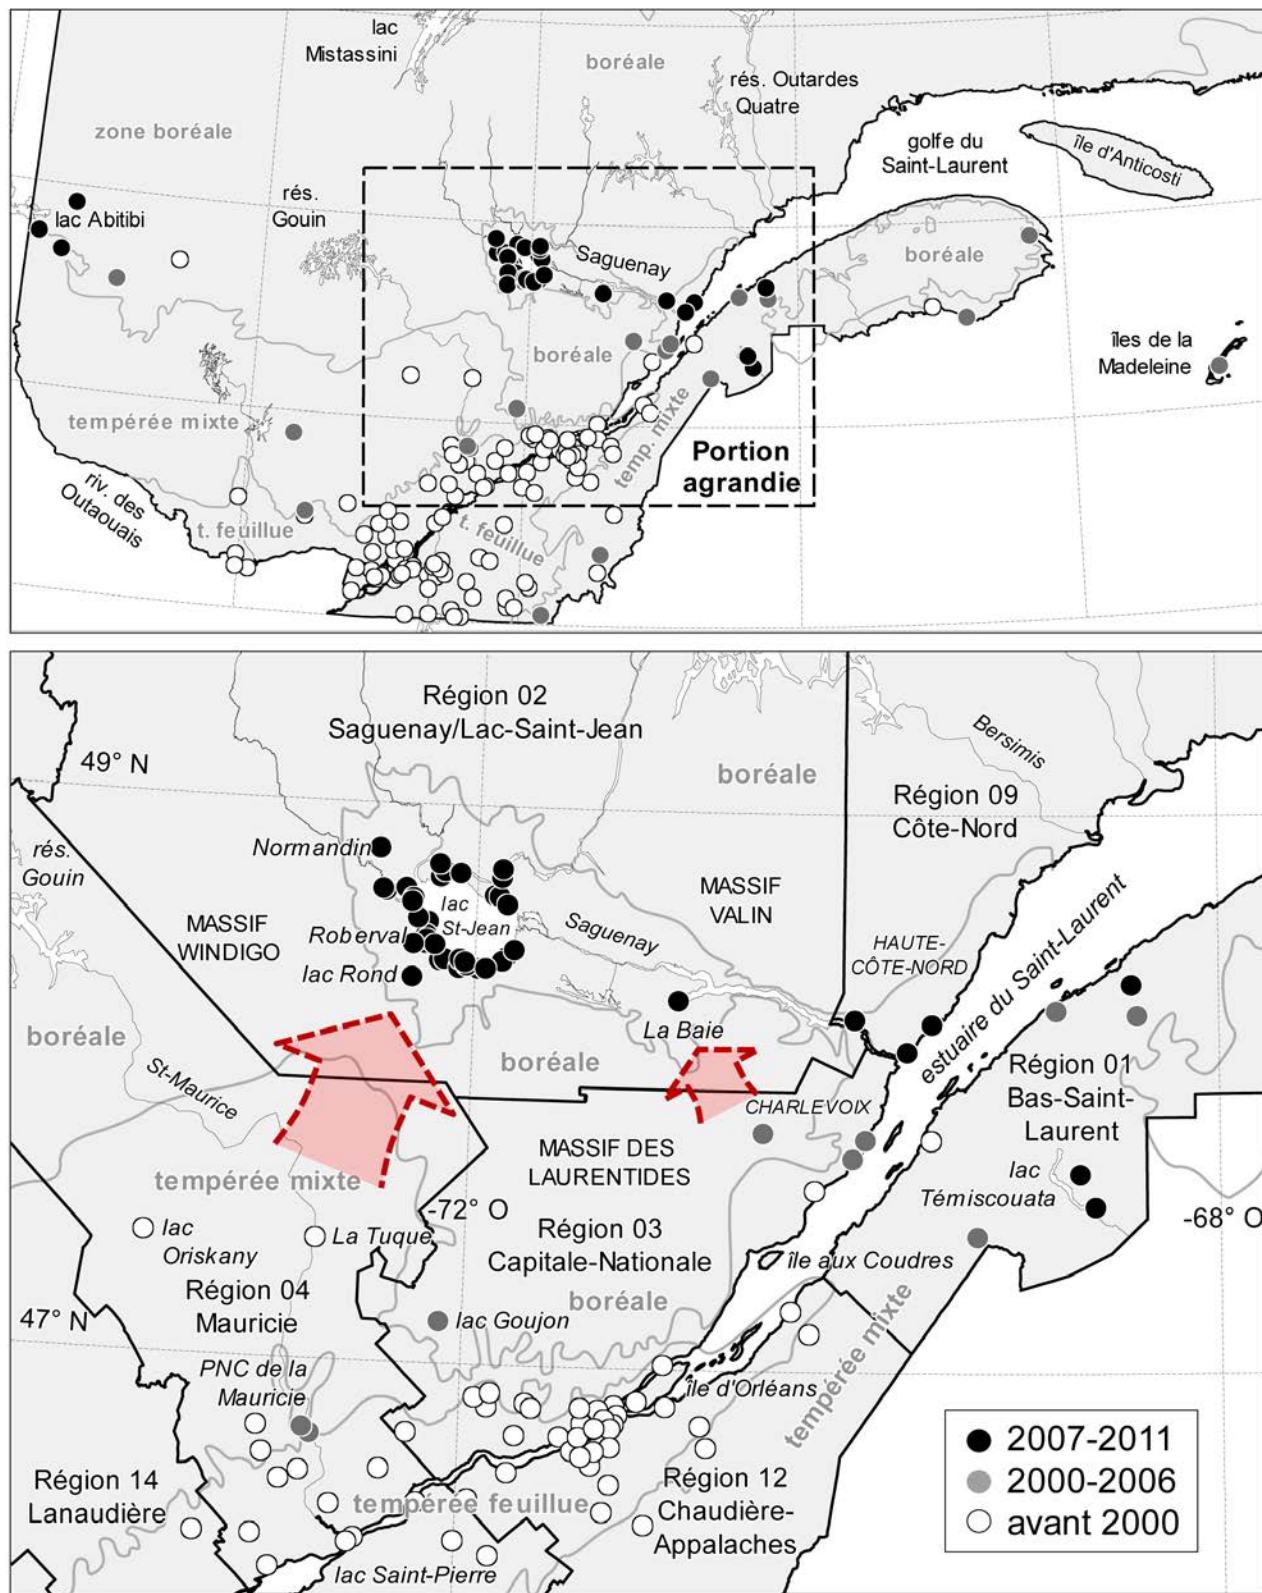 lac
Mistassini
boréale
rés. Outardes
Quatre
zone boréale
golfe du
Saint-Laurent
île d'Anticosti
rés.
Gouin
lac Abitibi
Saguenay
boréale
boréale
îles de la
Madeleine
tempérée mixte
temp. mixte
Portion
agrandie
riv. des
Outaouais
t. feuillue
t. feuillue
Région 02
Saguenay/Lac-Saint-Jean
49° N
boréale
Bersimis
Région 09
Côte-Nord
Normandin
rés.
Gouin
MASSIF
WINDIGO
lac
St-Jean
MASSIF
VALIN
Roberval
Saguenay
HAUTE-
CÔTE-NORD
lac Rond
estuaire du Saint-Laurent
La Baie
boréale
boréale
St-Maurice
CHARLEVOIX
Région 01
Bas-Saint-
Laurent
MASSIF DES
LAURENTIDES
tempérée mixte
lac
Témiscouata
-72° O
-68° O
lac
Oriskany
La Tuque
Région 03
Capitale-Nationale
île aux Coudres
Région 04
Mauricie
boréale
47° N
lac Goujon
tempérée mixte
PNC de la
Mauricie
île d'Orléans
Région 14
Lanaudière
tempérée feuillue
Région 12
Chaudière-
Appalaches
lac Saint-Pierre
2007-2011
2000-2006
avant 2000